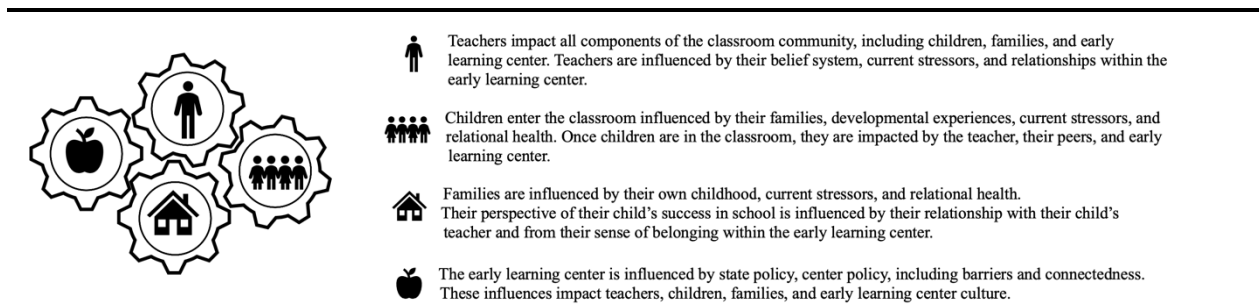 Teachers impact all components of the classroom community, including children, families, and early
learning center. Teachers are influenced by their belief system, current stressors, and relationships within the
early learning center.
Children enter the classroom influenced by their families, developmental experiences, current stressors, and
relational health. Once children are in the classroom, they are impacted by the teacher, their peers, and early
learning center.
Families are influenced by their own childhood, current stressors, and relational health.
Their perspective of their child’s success in school is influenced by their relationship with their child’s
teacher and from their sense of belonging within the early learning center.
The early learning center is influenced by state policy, center policy, including barriers and connectedness.
These influences impact teachers, children, families, and early learning center culture.